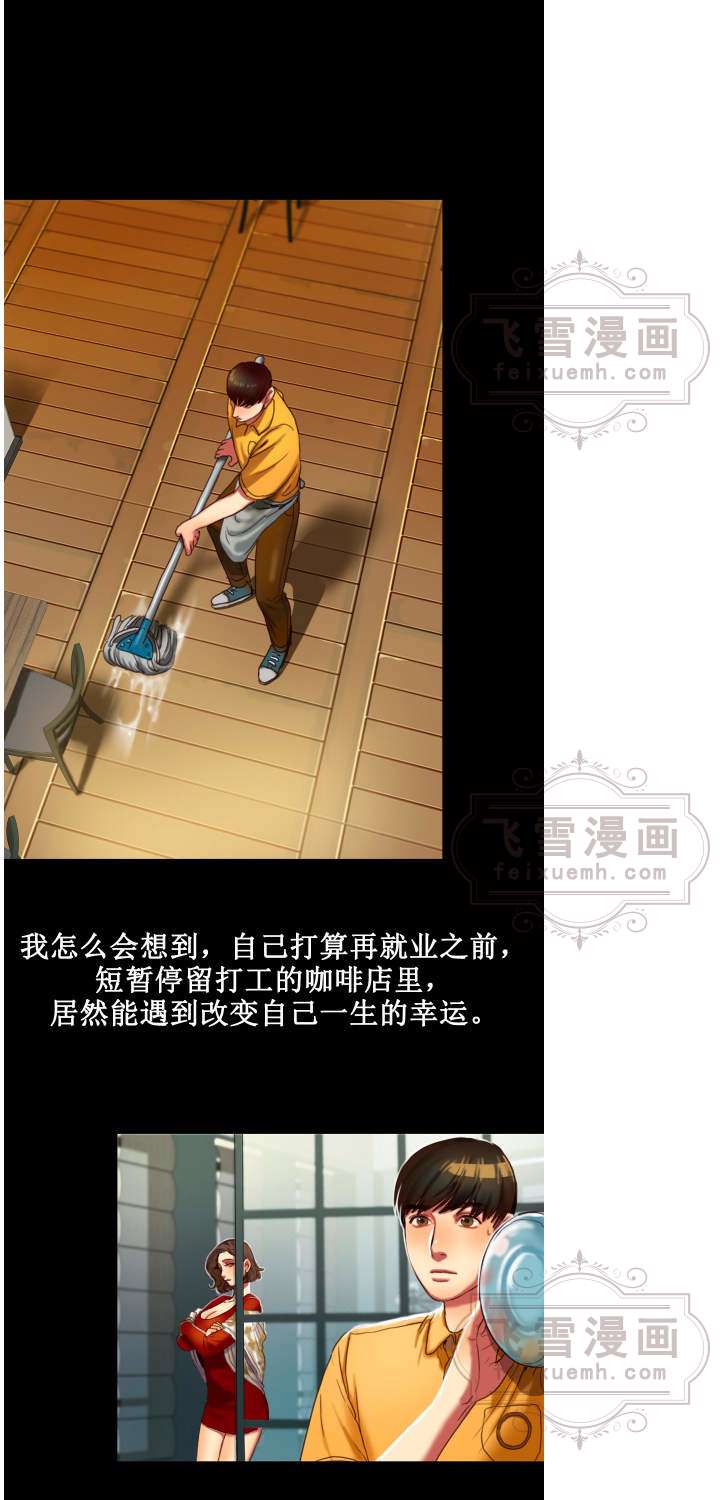 飞雪漫画
feixuemh.com
飞雪漫画
feixuemh.com
我怎么会想到，自己打算再就业之前，
短暂停留打工的咖啡店里，
居然能遇到改变自己一生的幸运。
飞雪漫画
feixuemh.com